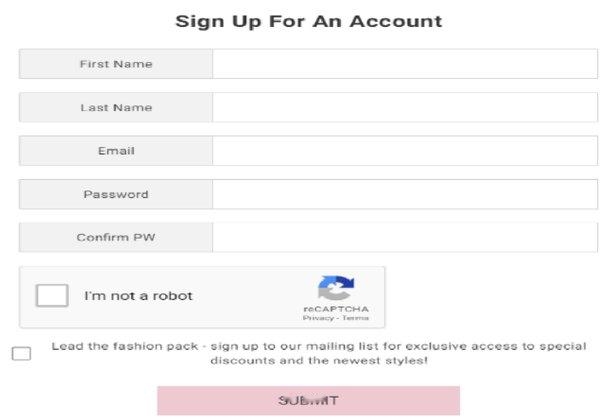 Sign Up For An Account
First Name
Last Name
Email
Password
Confirm PW
I'm not a robot
reCAPTCHA
Privacy - Terms
Lead the fashion pack - sign up to our mailing list for exclusive access to special
discounts and the newest styles!
SUBMIT